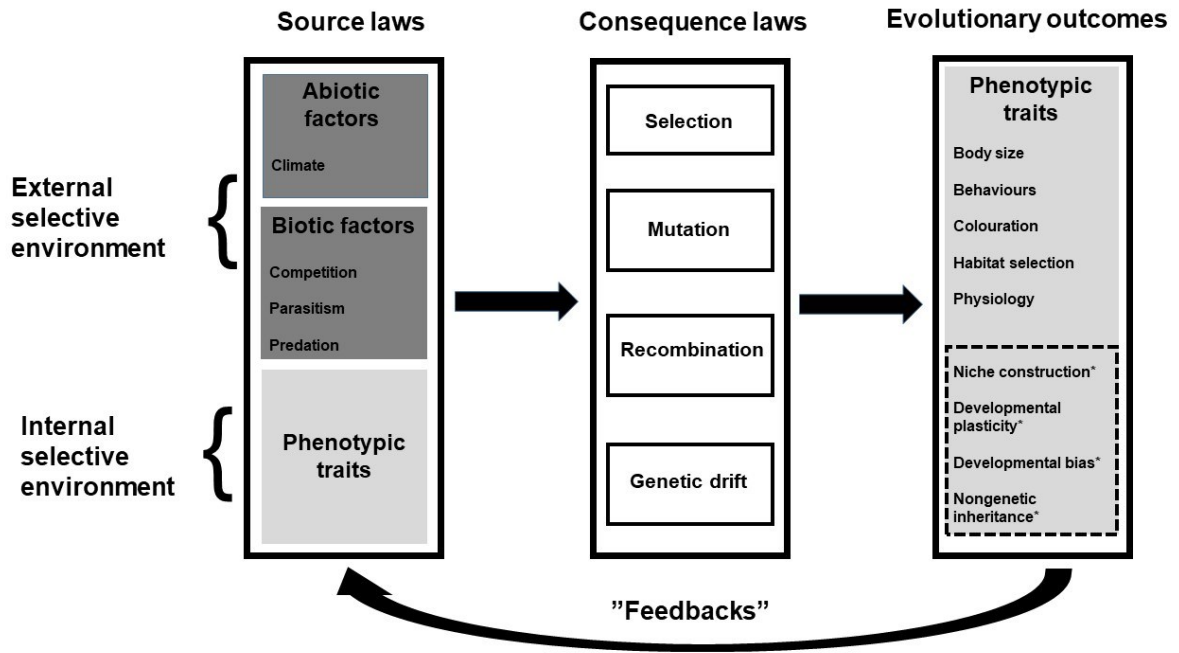 Source laws
Consequence laws
Evolutionary outcomes
External
selective
environment
Internal
selective
environment
Abiotic
factors
Climate
Biotic factors
Competition
Parasitism
Predation
Phenotypic
traits
Selection
Mutation
Recombination
Genetic drift
Phenotypic
traits
Body size
Behaviours
Colouration
Habitat selection
Physiology
Niche construction*
Developmental
plasticity*
Developmental bias*
Nongenetic
inheritance*
”Feedbacks”